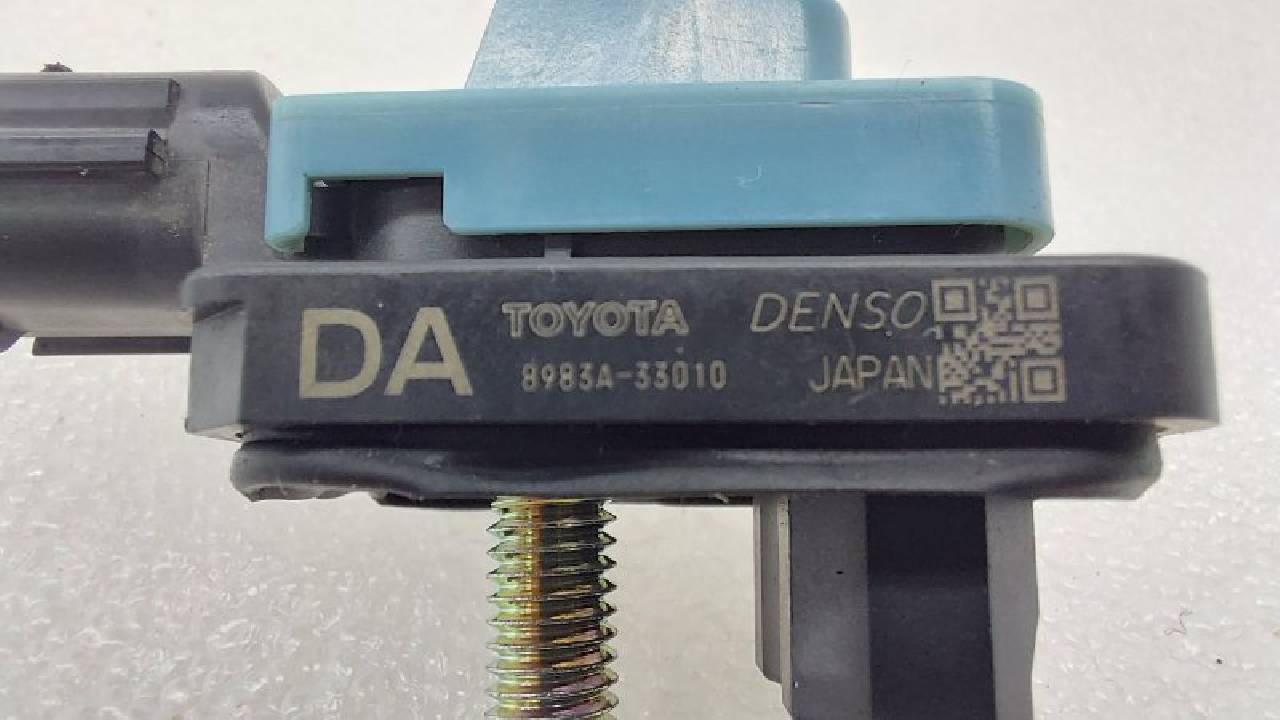 DA TOYOTA DENSO
8983A-33010 JAPAN